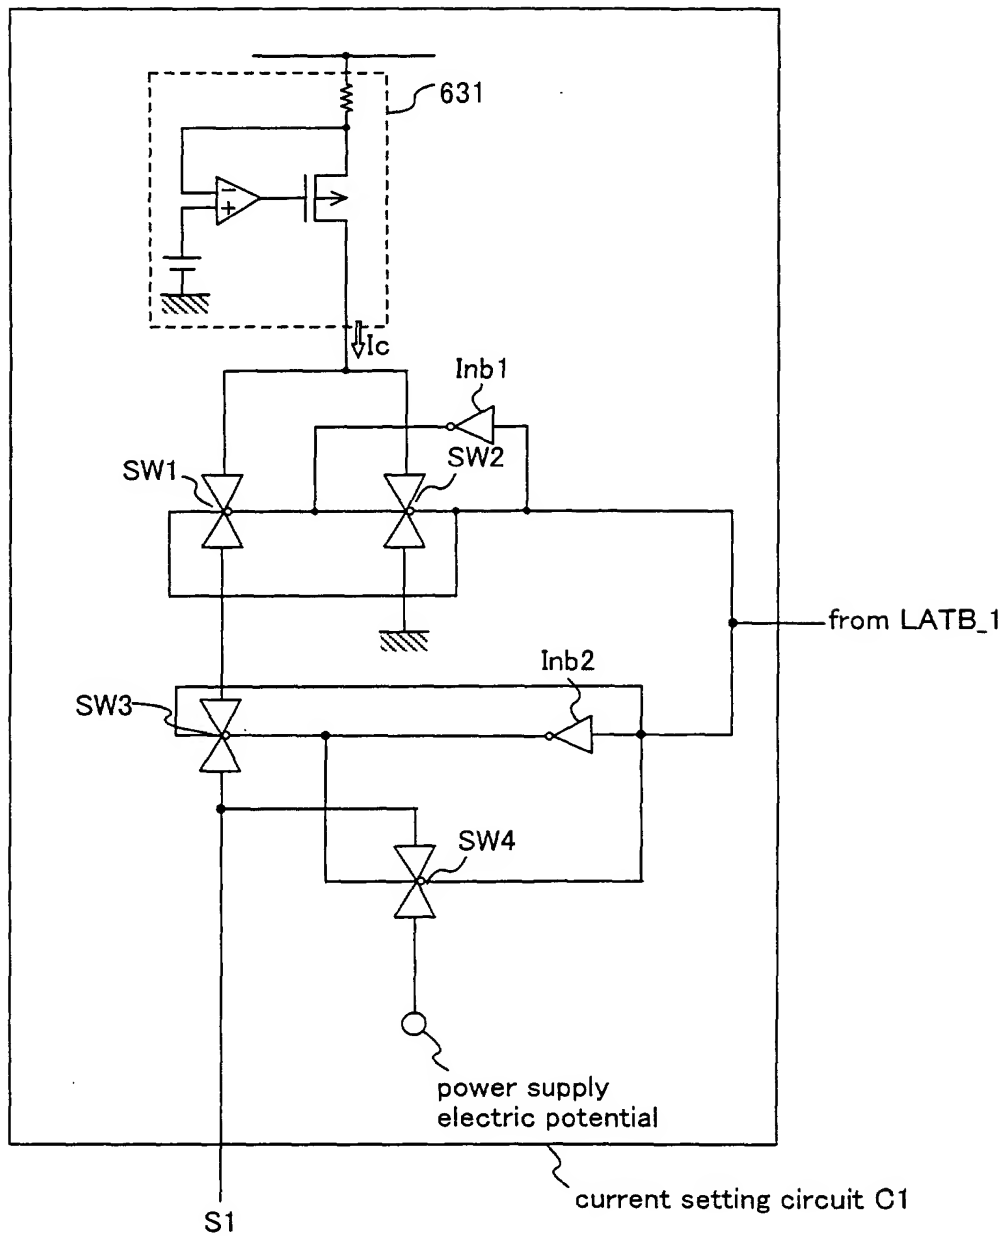 631
−
+
Ic
Inb1
SW1
SW2
from LATB_1
Inb2
SW3
SW4
power supply
electric potential
current setting circuit C1
S1